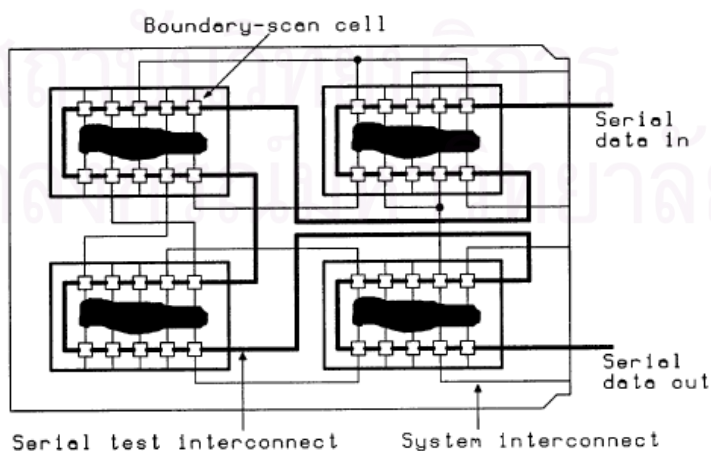 Boundary-scan cell
Serial
data in
Serial
data out
Serial test interconnect
System interconnect